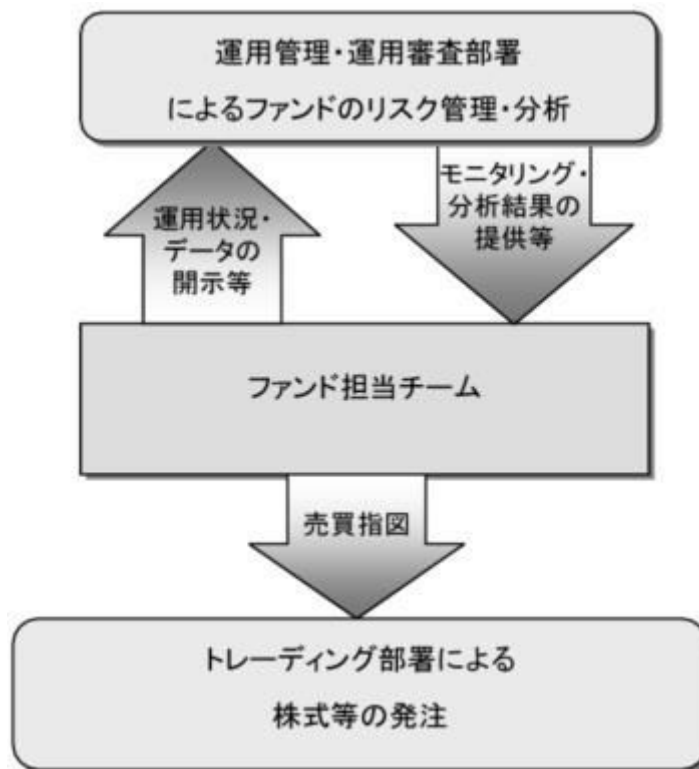 運用管理・運用審査部署
によるファンドのリスク管理・分析
運用状況・
データの
開示等
モニタリング・
分析結果の
提供等
ファンド担当チーム
売買指図
トレーディング部署による
株式等の発注